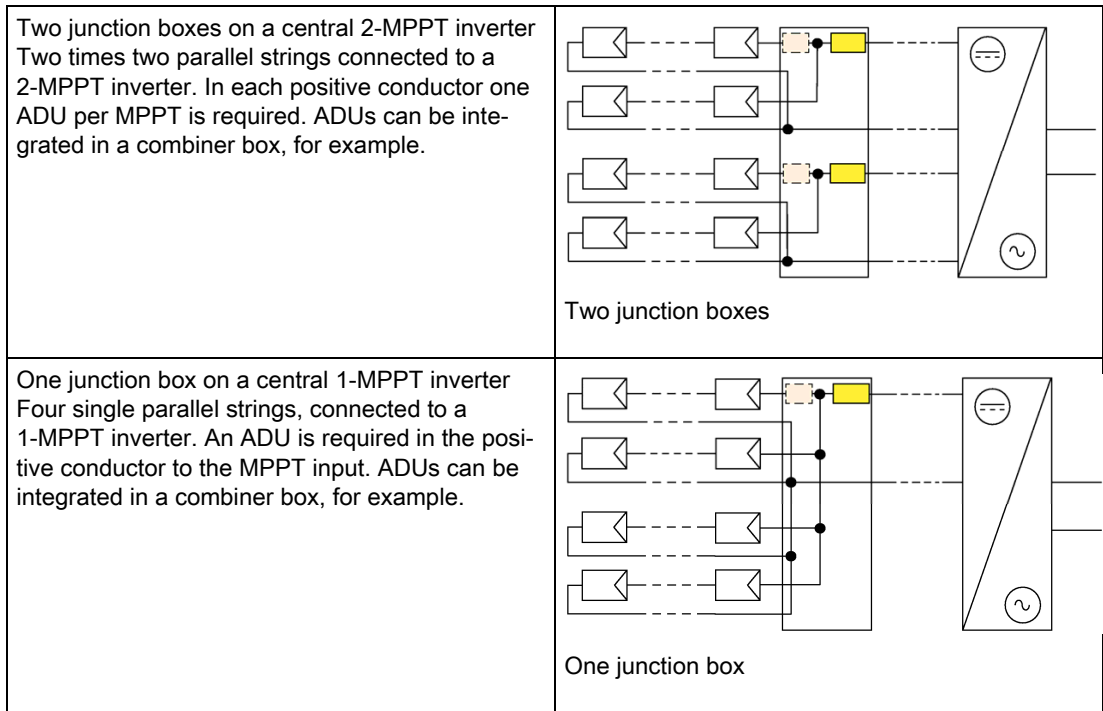 Two junction boxes on a central 2-MPPT inverter
Two times two parallel strings connected to a
2-MPPT inverter. In each positive conductor one
ADU per MPPT is required. ADUs can be inte-
grated in a combiner box, for example.
Two junction boxes
One junction box on a central 1-MPPT inverter
Four single parallel strings, connected to a
1-MPPT inverter. An ADU is required in the posi-
tive conductor to the MPPT input. ADUs can be
integrated in a combiner box, for example.
One junction box